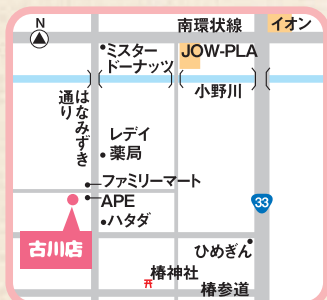 N
南環状線
イオン
ミスター
ドーナッツ
JOW-PLA
小野川
はなみずき
通り
レデイ
薬局
ファミリーマート
APE
ハタダ
33
古川店
ひめぎん
椿神社
椿参道